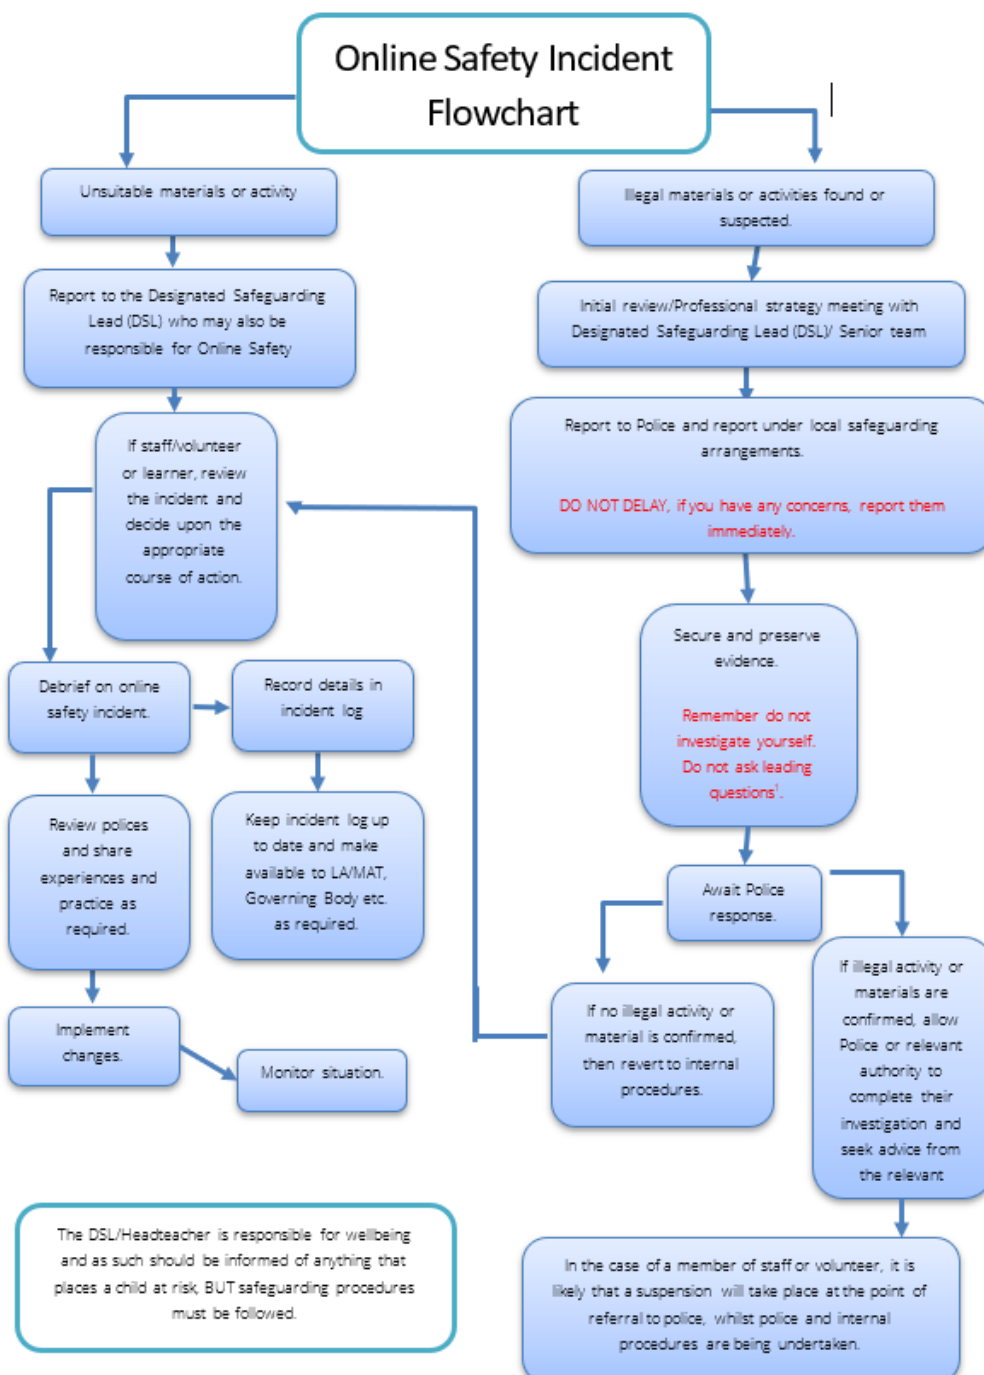 Online Safety Incident
Flowchart
Unsuitable materials or activity
Report to the Designated Safeguarding
Lead (DSL) who may also be
responsible for Online Safety
If staff/volunteer
or learner, review
the incident and
decide upon the
appropriate
course of action.
Debrief on online
safety incident.
Record details in
incident log
Review polices
and share
experiences and
practice as
required.
Keep incident log up
to date and make
available to LA/MAT,
Governing Body etc.
as required.
Implement
changes.
Monitor situation.
Illegal materials or activities found or
suspected.
Initial review/Professional strategy meeting with
Designated Safeguarding Lead (DSL)/ Senior team
Report to Police and report under local safeguarding
arrangements.
DO NOT DELAY, if you have any concerns, report them
immediately.
Secure and preserve
evidence.
Remember do not
investigate yourself.
Do not ask leading
questions¹.
Await Police
response.
If no illegal activity or
material is confirmed,
then revert to internal
procedures.
If illegal activity or
materials are
confirmed, allow
Police or relevant
authority to
complete their
investigation and
seek advice from
the relevant
In the case of a member of staff or volunteer, it is
likely that a suspension will take place at the point of
referral to police, whilst police and internal
procedures are being undertaken.
The DSL/Headteacher is responsible for wellbeing
and as such should be informed of anything that
places a child at risk, BUT safeguarding procedures
must be followed.